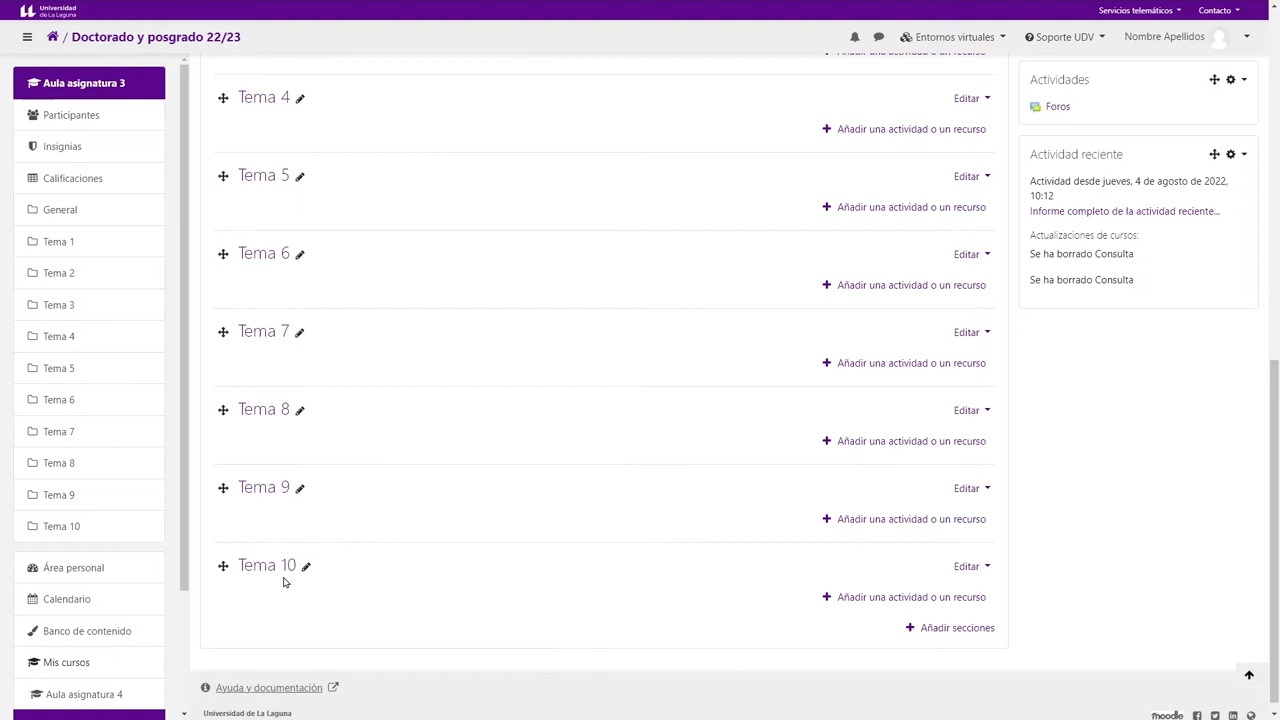 Universidad
de La Laguna
Servicios telemáticos
Contacto
/ Doctorado y posgrado 22/23
Entornos virtuales
Soporte UDV
Nombre Apellidos
Aula asignatura 3
Participantes
Insignias
Calificaciones
General
Tema 1
Tema 2
Tema 3
Tema 4
Tema 5
Tema 6
Tema 7
Tema 8
Tema 9
Tema 10
Área personal
Calendario
Banco de contenido
Mis cursos
Aula asignatura 4
Añadir una actividad o un recurso
Tema 4
Editar
Añadir una actividad o un recurso
Tema 5
Editar
Añadir una actividad o un recurso
Tema 6
Editar
Añadir una actividad o un recurso
Tema 7
Editar
Añadir una actividad o un recurso
Tema 8
Editar
Añadir una actividad o un recurso
Tema 9
Editar
Añadir una actividad o un recurso
Tema 10
Editar
Añadir una actividad o un recurso
Añadir secciones
Actividades
Foros
Actividad reciente
Actividad desde jueves, 4 de agosto de 2022,
10:12
Informe completo de la actividad reciente...
Actualizaciones de cursos:
Se ha borrado Consulta
Se ha borrado Consulta
Ayuda y documentación
Universidad de La Laguna
moodle